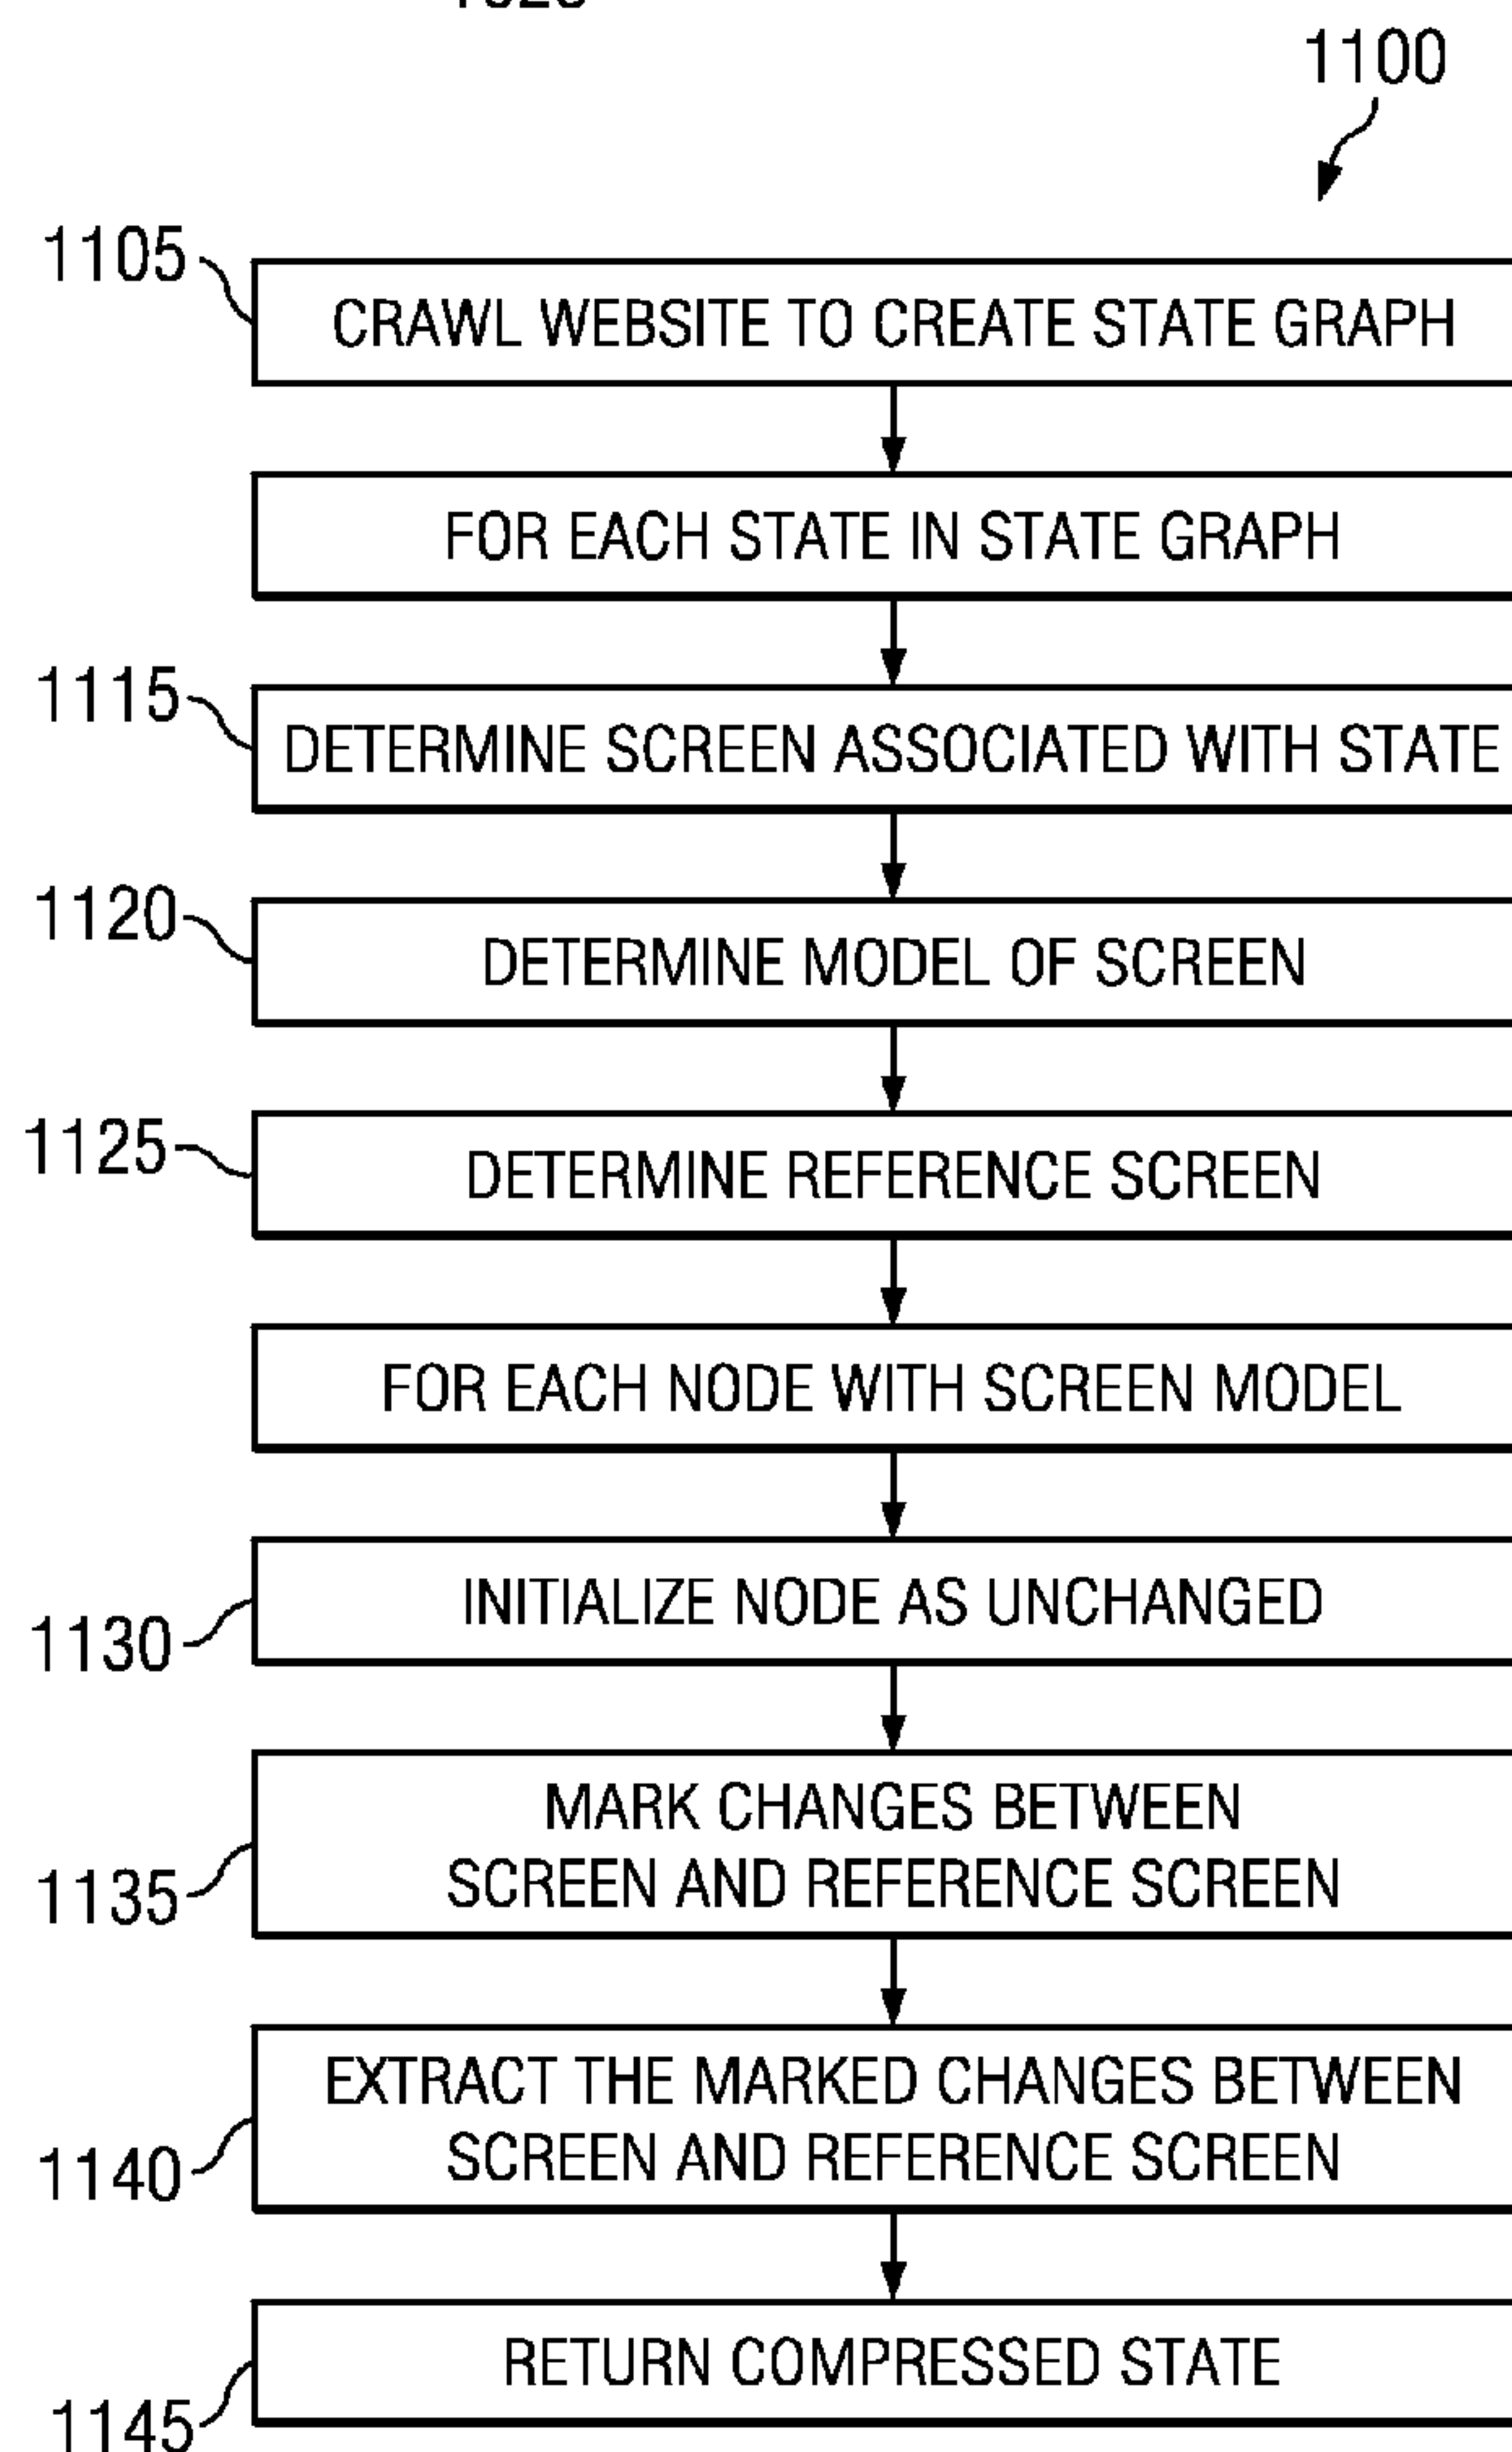 1100
1105
CRAWL WEBSITE TO CREATE STATE GRAPH
FOR EACH STATE IN STATE GRAPH
1115
DETERMINE SCREEN ASSOCIATED WITH STATE
1120
DETERMINE MODEL OF SCREEN
1125
DETERMINE REFERENCE SCREEN
FOR EACH NODE WITH SCREEN MODEL
INITIALIZE NODE AS UNCHANGED
1130
MARK CHANGES BETWEEN
SCREEN AND REFERENCE SCREEN
1135
EXTRACT THE MARKED CHANGES BETWEEN
SCREEN AND REFERENCE SCREEN
1140
RETURN COMPRESSED STATE
1145